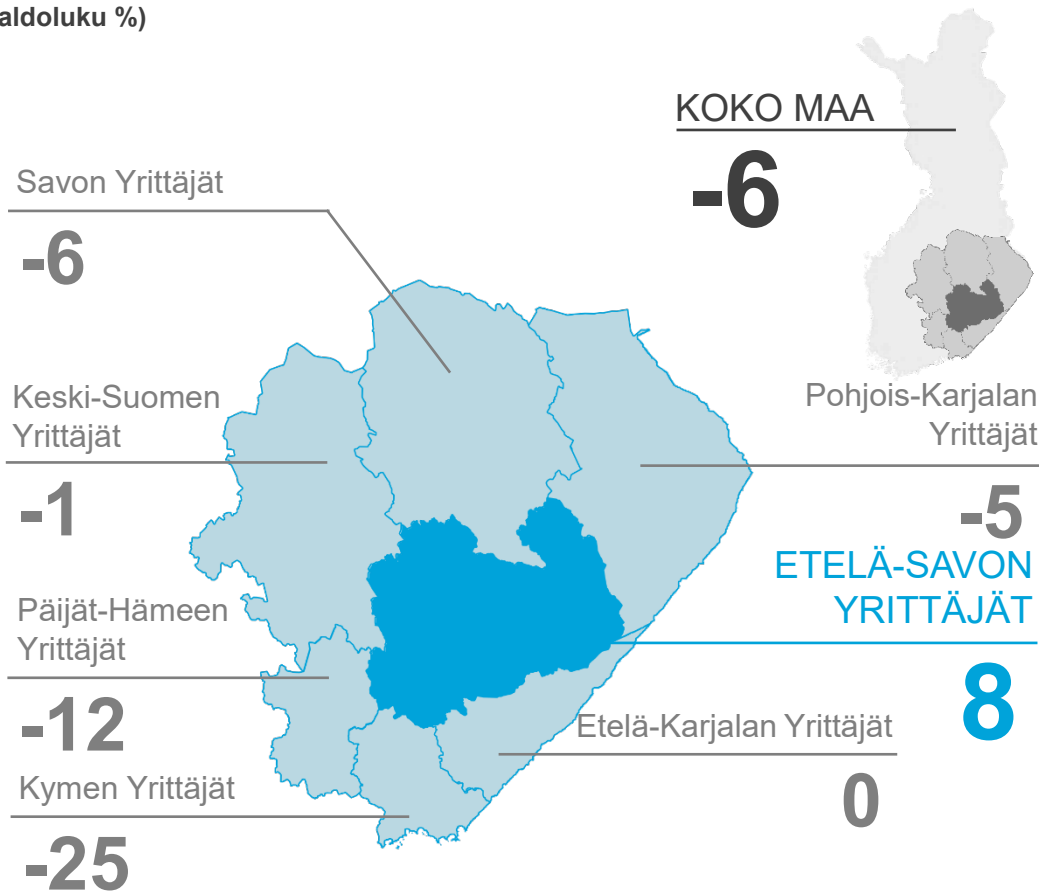 aldoluku %)
KOKO MAA
-6
Savon Yrittäjät
-6
Keski-Suomen
Yrittäjät
-1
Pohjois-Karjalan
Yrittäjät
-5
ETELÄ-SAVON
YRITTÄJÄT
8
Päijät-Hämeen
Yrittäjät
-12
Etelä-Karjalan Yrittäjät
0
Kymen Yrittäjät
-25